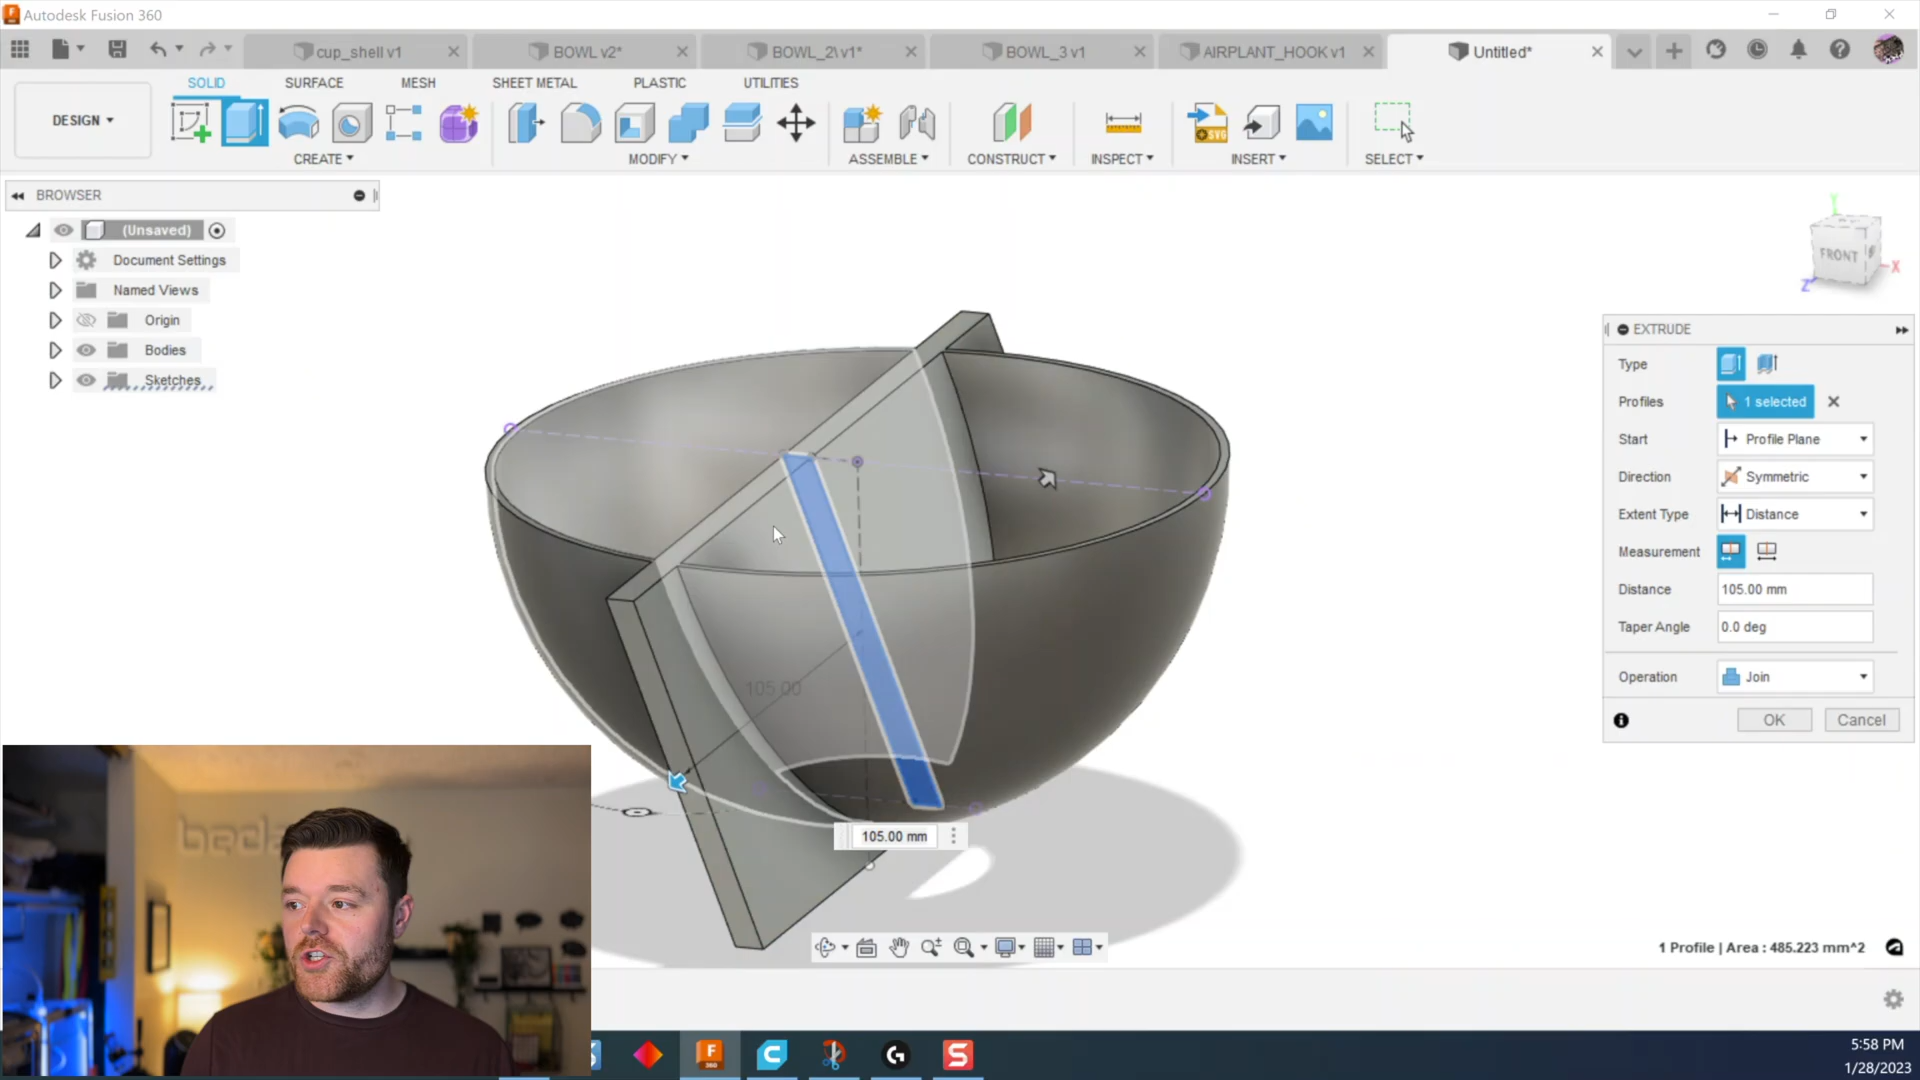 Autodesk Fusion 360
cup_shell v1
BOWL v2*
BOWL_2\ v1*
BOWL_3 v1
AIRPLANT_HOOK v1
Untitled*
SOLID
SURFACE
MESH
SHEET METAL
PLASTIC
UTILITIES
DESIGN
CREATE
MODIFY
ASSEMBLE
CONSTRUCT
INSPECT
INSERT
SELECT
SVG
BROWSER
(Unsaved)
Document Settings
Named Views
Origin
Bodies
Sketches
Y
FRONT
X
Z
EXTRUDE
Type
Profiles 1 selected
Start Profile Plane
Direction Symmetric
Extent Type Distance
Measurement
Distance 105.00 mm
Taper Angle 0.0 deg
Operation Join
OK Cancel
105.00
105.00 mm
1 Profile | Area : 485.223 mm^2
F
360
C
G
S
5:58 PM
1/28/2023